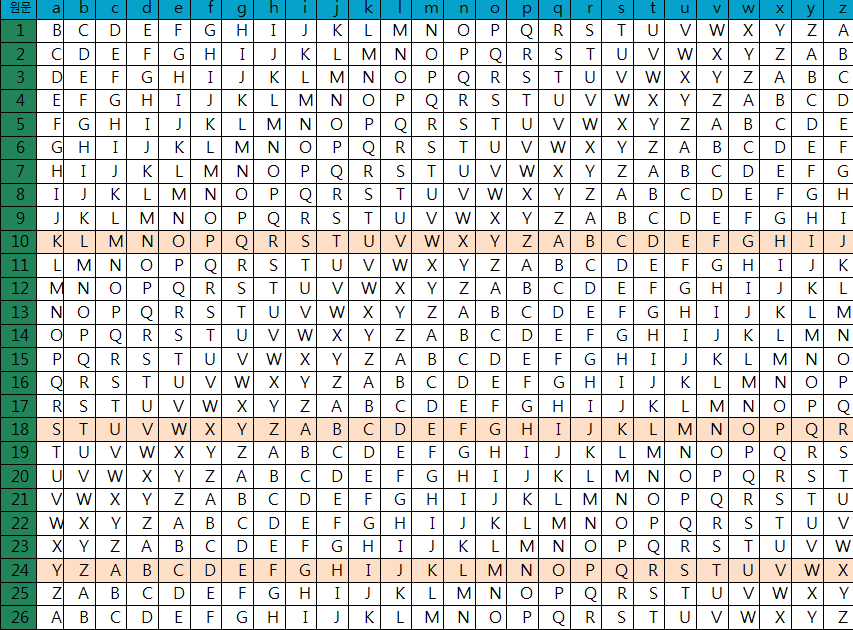 원문 a b c d e f g h i j k l m n o p q r s t u v w x y z
1 B C D E F G H I J K L M N O P Q R S T U V W X Y Z A
2 C D E F G H I J K L M N O P Q R S T U V W X Y Z A B
3 D E F G H I J K L M N O P Q R S T U V W X Y Z A B C
4 E F G H I J K L M N O P Q R S T U V W X Y Z A B C D
5 F G H I J K L M N O P Q R S T U V W X Y Z A B C D E
6 G H I J K L M N O P Q R S T U V W X Y Z A B C D E F
7 H I J K L M N O P Q R S T U V W X Y Z A B C D E F G
8 I J K L M N O P Q R S T U V W X Y Z A B C D E F G H
9 J K L M N O P Q R S T U V W X Y Z A B C D E F G H I
10 K L M N O P Q R S T U V W X Y Z A B C D E F G H I J
11 L M N O P Q R S T U V W X Y Z A B C D E F G H I J K
12 M N O P Q R S T U V W X Y Z A B C D E F G H I J K L
13 N O P Q R S T U V W X Y Z A B C D E F G H I J K L M
14 O P Q R S T U V W X Y Z A B C D E F G H I J K L M N
15 P Q R S T U V W X Y Z A B C D E F G H I J K L M N O
16 Q R S T U V W X Y Z A B C D E F G H I J K L M N O P
17 R S T U V W X Y Z A B C D E F G H I J K L M N O P Q
18 S T U V W X Y Z A B C D E F G H I J K L M N O P Q R
19 T U V W X Y Z A B C D E F G H I J K L M N O P Q R S
20 U V W X Y Z A B C D E F G H I J K L M N O P Q R S T
21 V W X Y Z A B C D E F G H I J K L M N O P Q R S T U
22 W X Y Z A B C D E F G H I J K L M N O P Q R S T U V
23 X Y Z A B C D E F G H I J K L M N O P Q R S T U V W
24 Y Z A B C D E F G H I J K L M N O P Q R S T U V W X
25 Z A B C D E F G H I J K L M N O P Q R S T U V W X Y
26 A B C D E F G H I J K L M N O P Q R S T U V W X Y Z